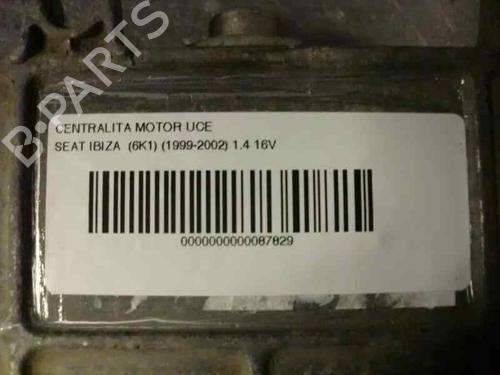 B-PARTS
CENTRALITA MOTOR UCE
SEAT IBIZA (6K1) (1999-2002) 1.4 16V
0000000000087829